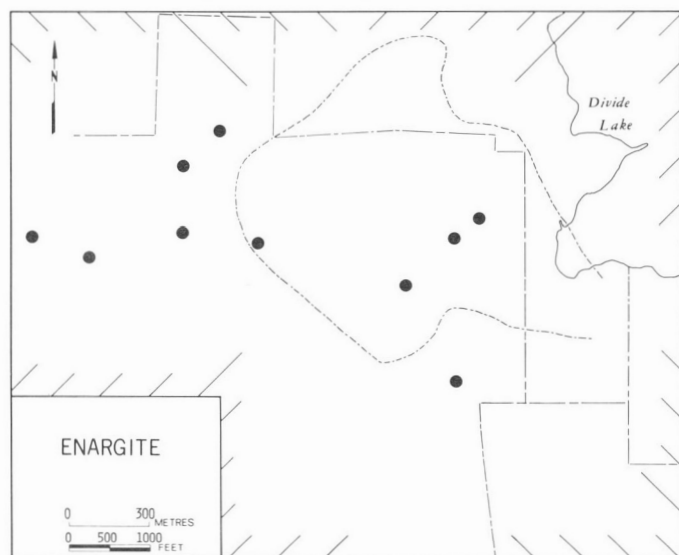 N
Divide
Lake
ENARGITE
0 300
METRES
0 500 1000
FEET